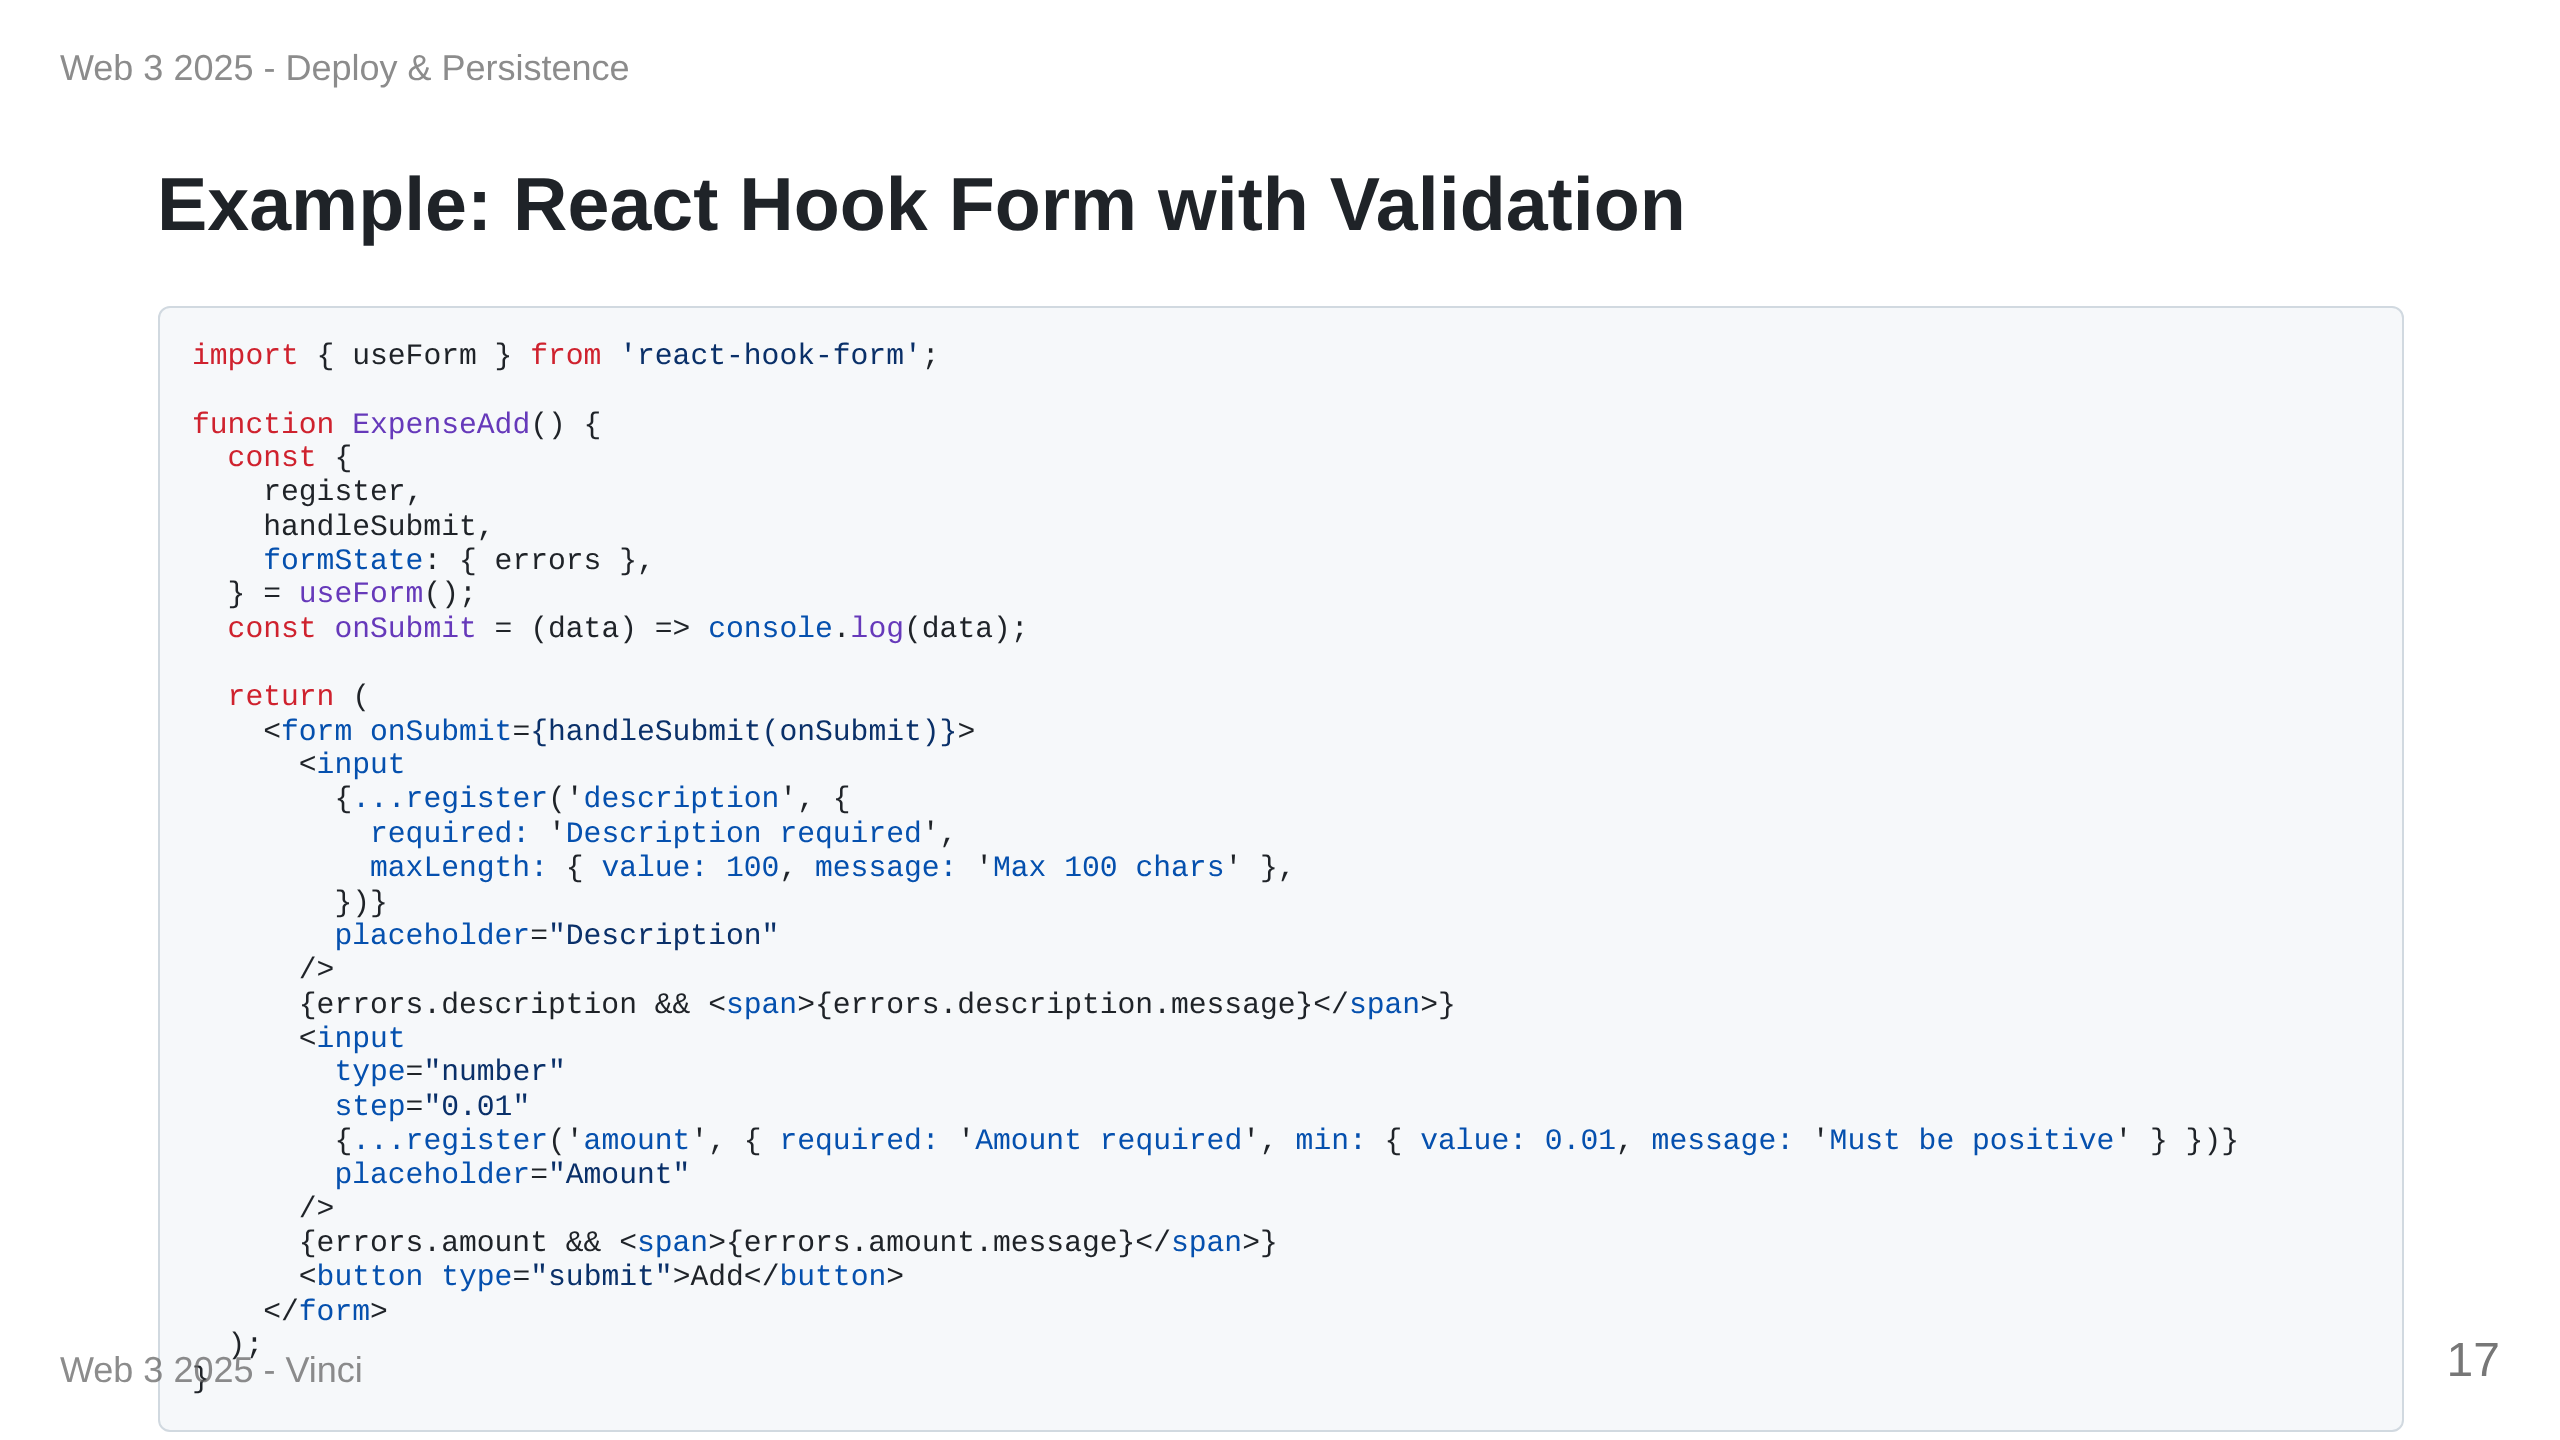 Web 3 2025 - Deploy & Persistence
Example: React Hook Form with Validation
import { useForm } from 'react-hook-form';

function ExpenseAdd() {
  const {
    register,
    handleSubmit,
    formState: { errors },
  } = useForm();
  const onSubmit = (data) => console.log(data);

  return (
    <form onSubmit={handleSubmit(onSubmit)}>
      <input
        {...register('description', {
          required: 'Description required',
          maxLength: { value: 100, message: 'Max 100 chars' },
        })}
        placeholder="Description"
      />
      {errors.description && <span>{errors.description.message}</span>}
      <input
        type="number"
        step="0.01"
        {...register('amount', { required: 'Amount required', min: { value: 0.01, message: 'Must be positive' } })}
        placeholder="Amount"
      />
      {errors.amount && <span>{errors.amount.message}</span>}
      <button type="submit">Add</button>
    </form>
  );
}
Web 3 2025 - Vinci
17